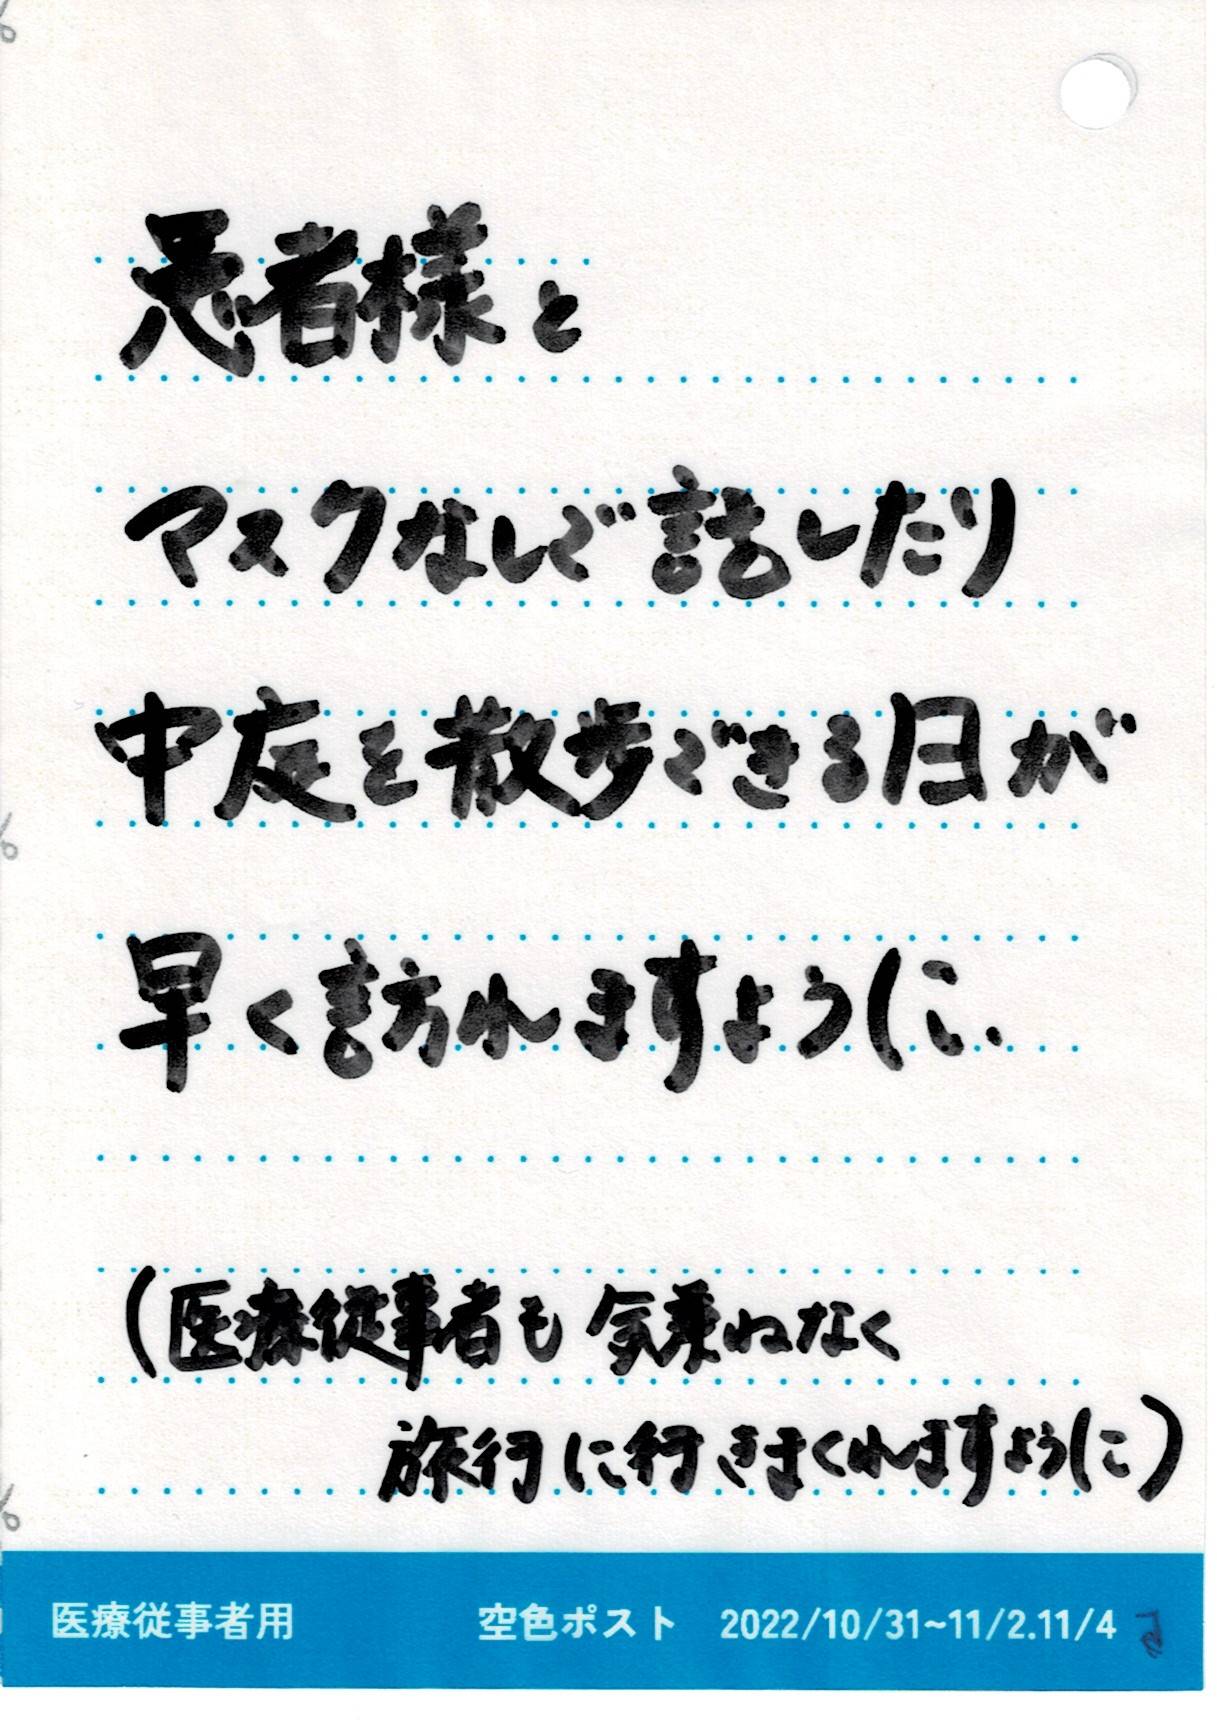 患者様と
マスクなしで話したり
中庭を散歩できる日が
早く訪れますように.
(医療従事者も気兼ねなく
旅行に行きまくれますように)
医療従事者用 空色ポスト 2022/10/31~11/2.11/4